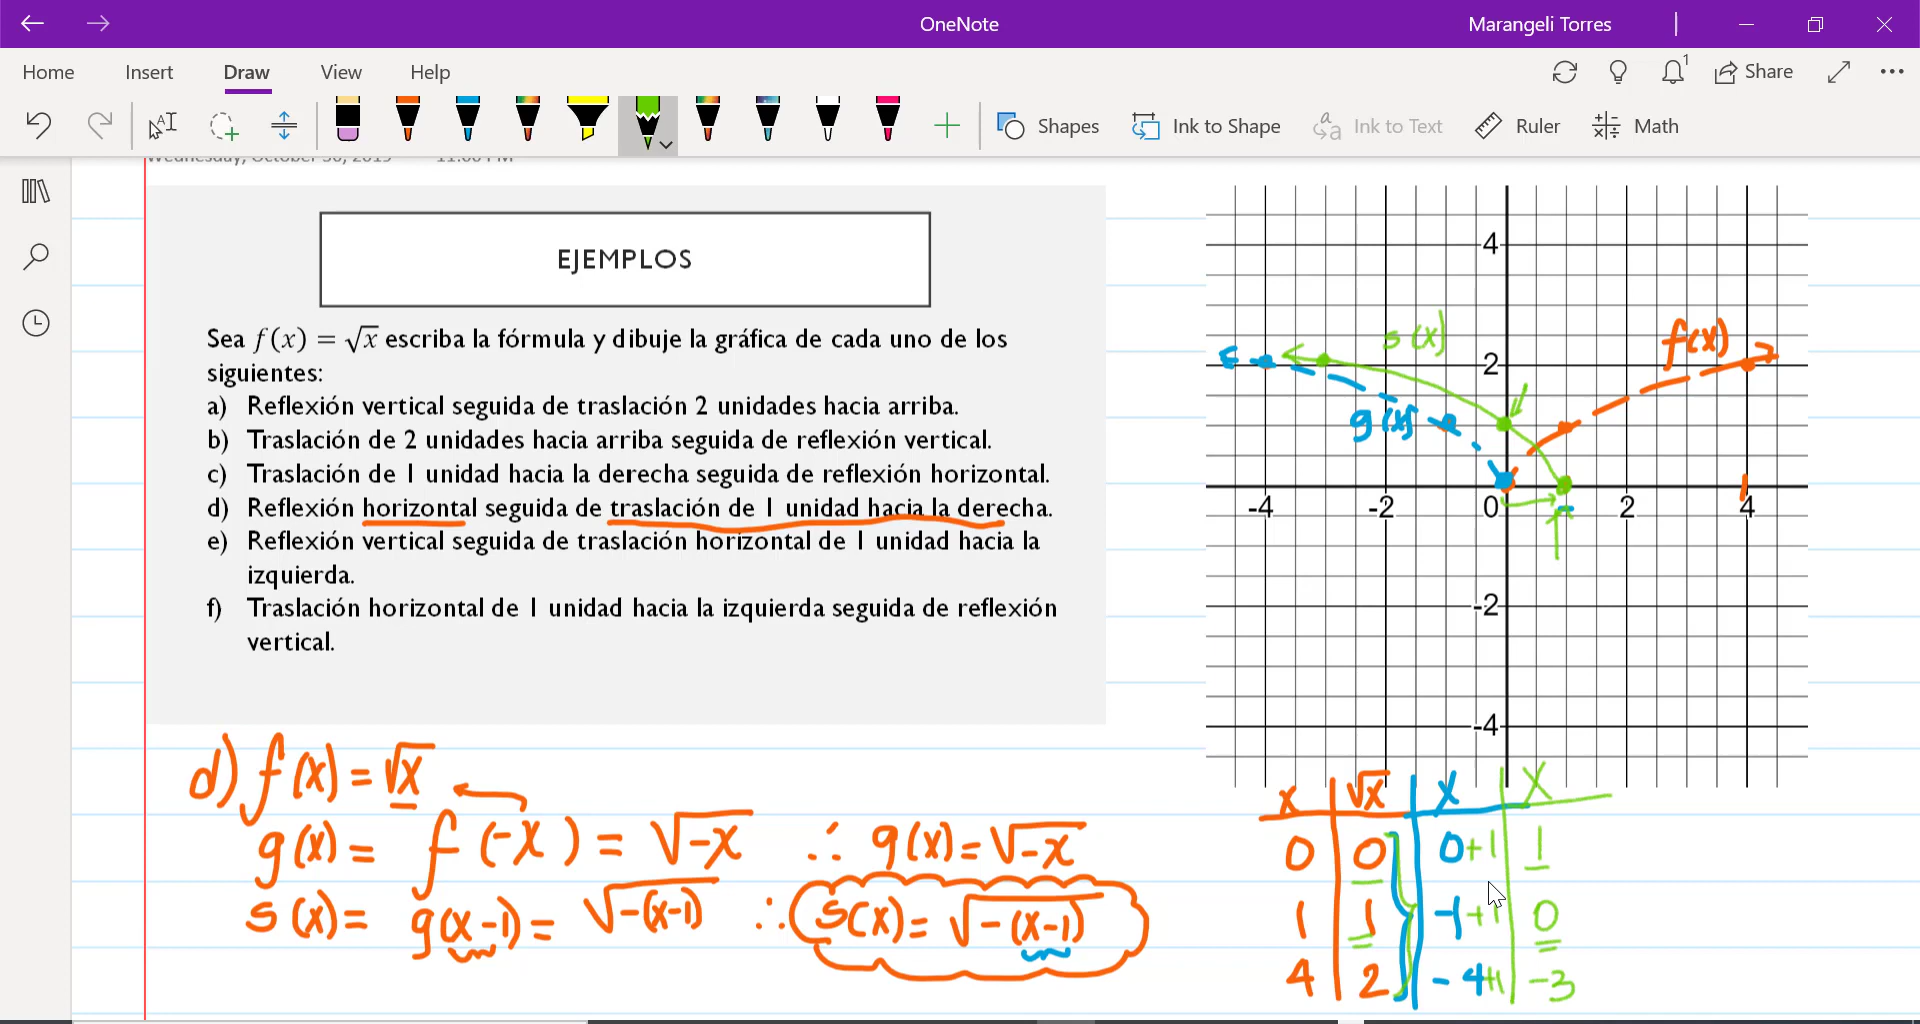 OneNote
Marangeli Torres
Home Insert Draw View Help
1
Share
Shapes
Ink to Shape
Ink to Text
Ruler
Math
EJEMPLOS
Sea f(x) = √x escriba la fórmula y dibuje la gráfica de cada uno de los
siguientes:
a) Reflexión vertical seguida de traslación 2 unidades hacia arriba.
b) Traslación de 2 unidades hacia arriba seguida de reflexión vertical.
c) Traslación de 1 unidad hacia la derecha seguida de reflexión horizontal.
d) Reflexión horizontal seguida de traslación de 1 unidad hacia la derecha.
e) Reflexión vertical seguida de traslación horizontal de 1 unidad hacia la
izquierda.
f) Traslación horizontal de 1 unidad hacia la izquierda seguida de reflexión
vertical.
4
s(x)
f(x)
2
g(x)
-4 -2 0 2 4
-2
-4
d) f(x) = √x
g(x) = f(-x) = √-x ∴ g(x) = √-x
s(x) = g(x-1) = √-(x-1) ∴ s(x) = √-(x-1)
x √x x x
0 0 0+1 1
1 1 -1+1 0
4 2 -4+1 -3